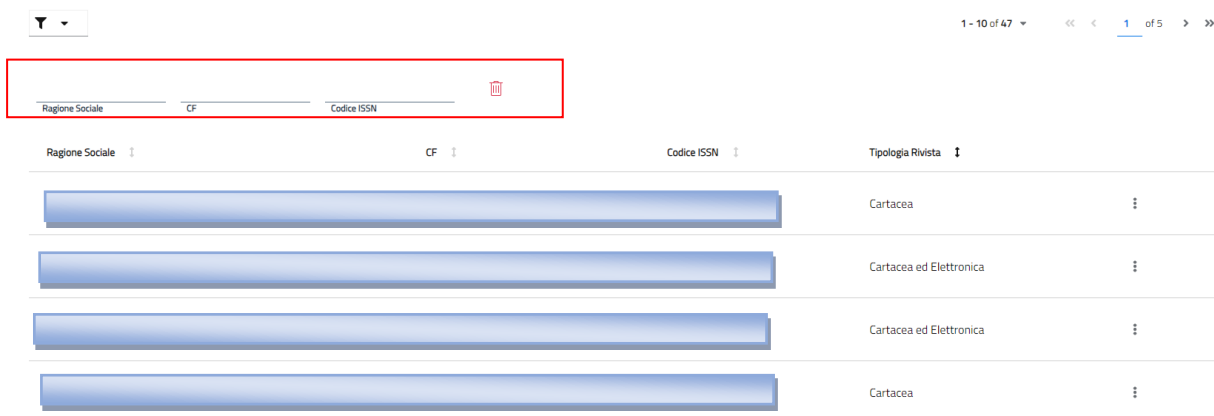 1 - 10 of 47
1 of 5
Ragione Sociale CF Codice ISSN
Ragione Sociale CF Codice ISSN Tipologia Rivista
Cartacea
Cartacea ed Elettronica
Cartacea ed Elettronica
Cartacea